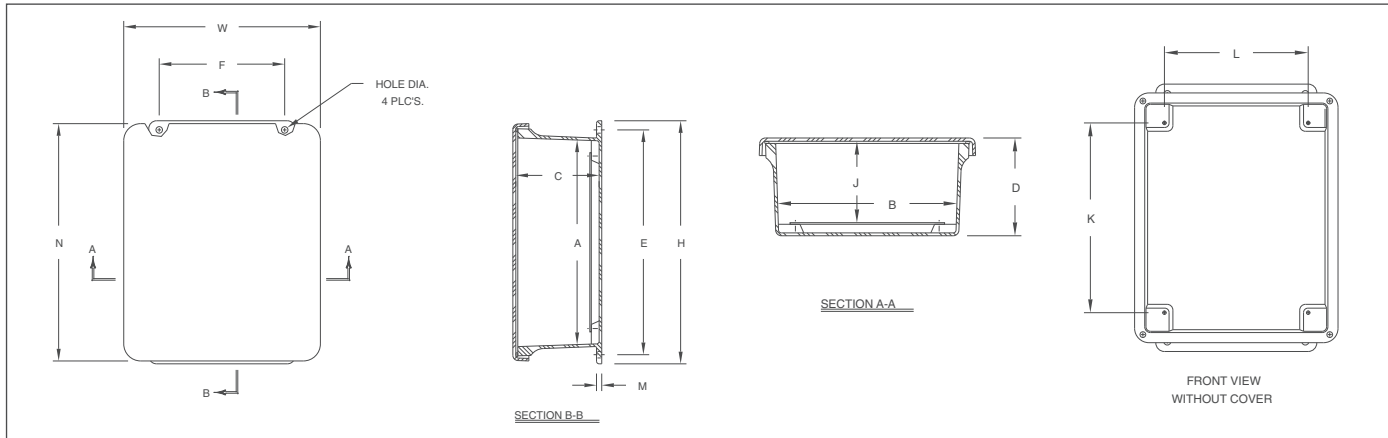 W
F
B
HOLE DIA.
4 PLC'S.
N
A
A
B
C
A
E
H
M
SECTION B-B
J
B
D
SECTION A-A
L
K
FRONT VIEW
WITHOUT COVER